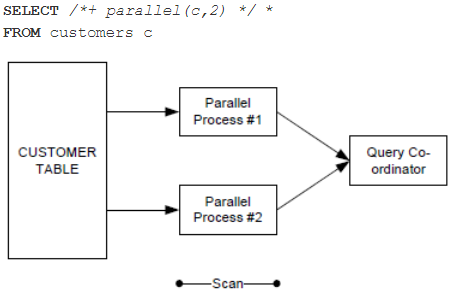 SELECT /*+ parallel(c,2) */ *
FROM customers c
CUSTOMER
TABLE
Parallel
Process #1
Parallel
Process #2
Query Co-
ordinator
Scan